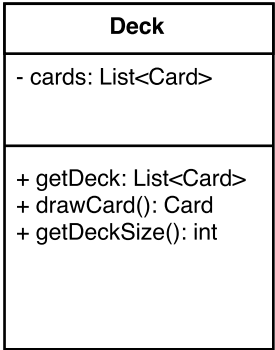 Deck
- cards: List<Card>
+ getDeck: List<Card>
+ drawCard(): Card
+ getDeckSize(): int